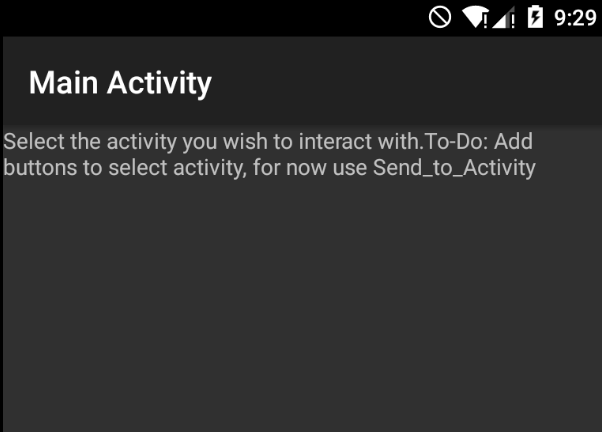 9:29
Main Activity
Select the activity you wish to interact with.To-Do: Add
buttons to select activity, for now use Send_to_Activity